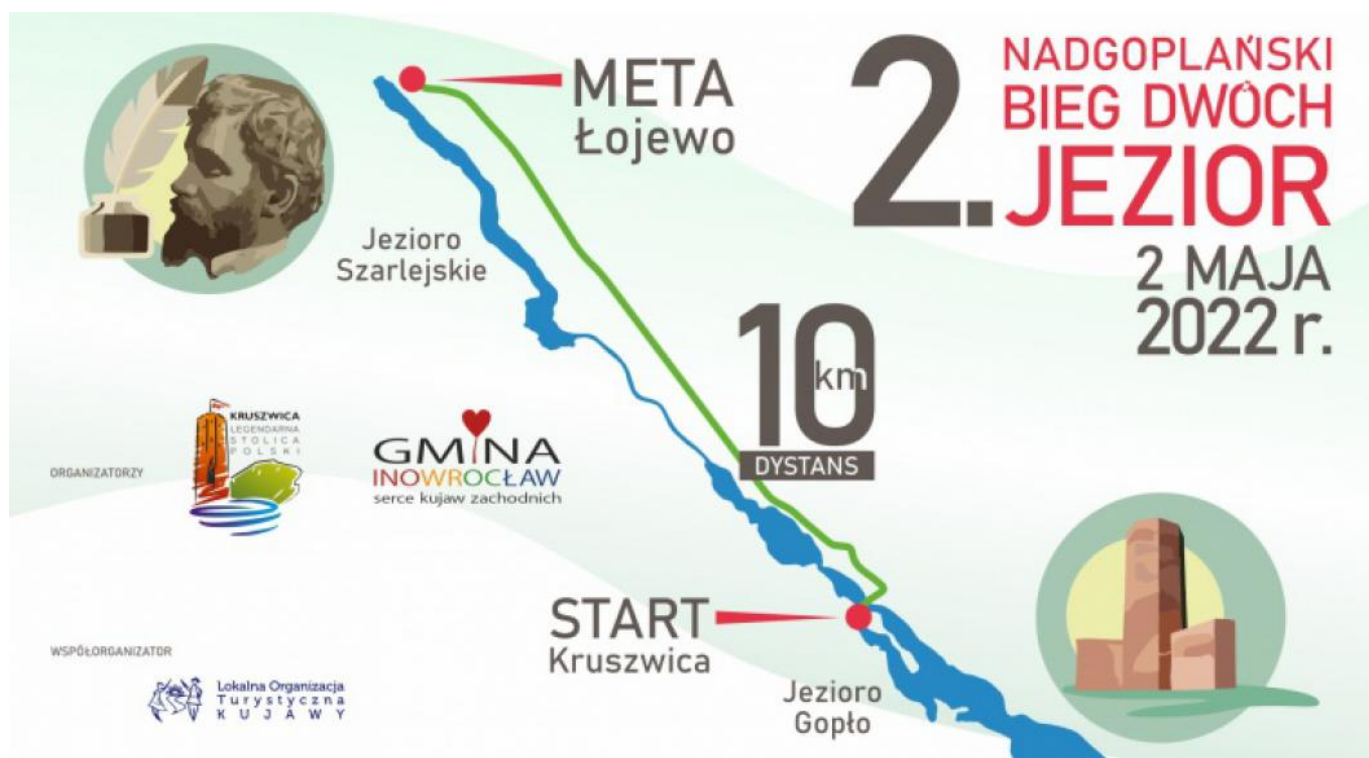 2.
NADGOPLAŃSKI
BIEG DWÓCH
JEZIOR
2 MAJA
2022 r.
META
Łojewo
Jezioro
Szarlejskie
10
km
DYSTANS
ORGANIZATORZY
KRUSZWICA
LEGENDARNA
STOLICA
POLSKI
GMINA
INOWROCŁAW
serce kujaw zachodnich
START
Kruszwica
Jezioro
Gopło
WSPÓŁORGANIZATOR
Lokalna Organizacja
Turystyczna
KUJAWY